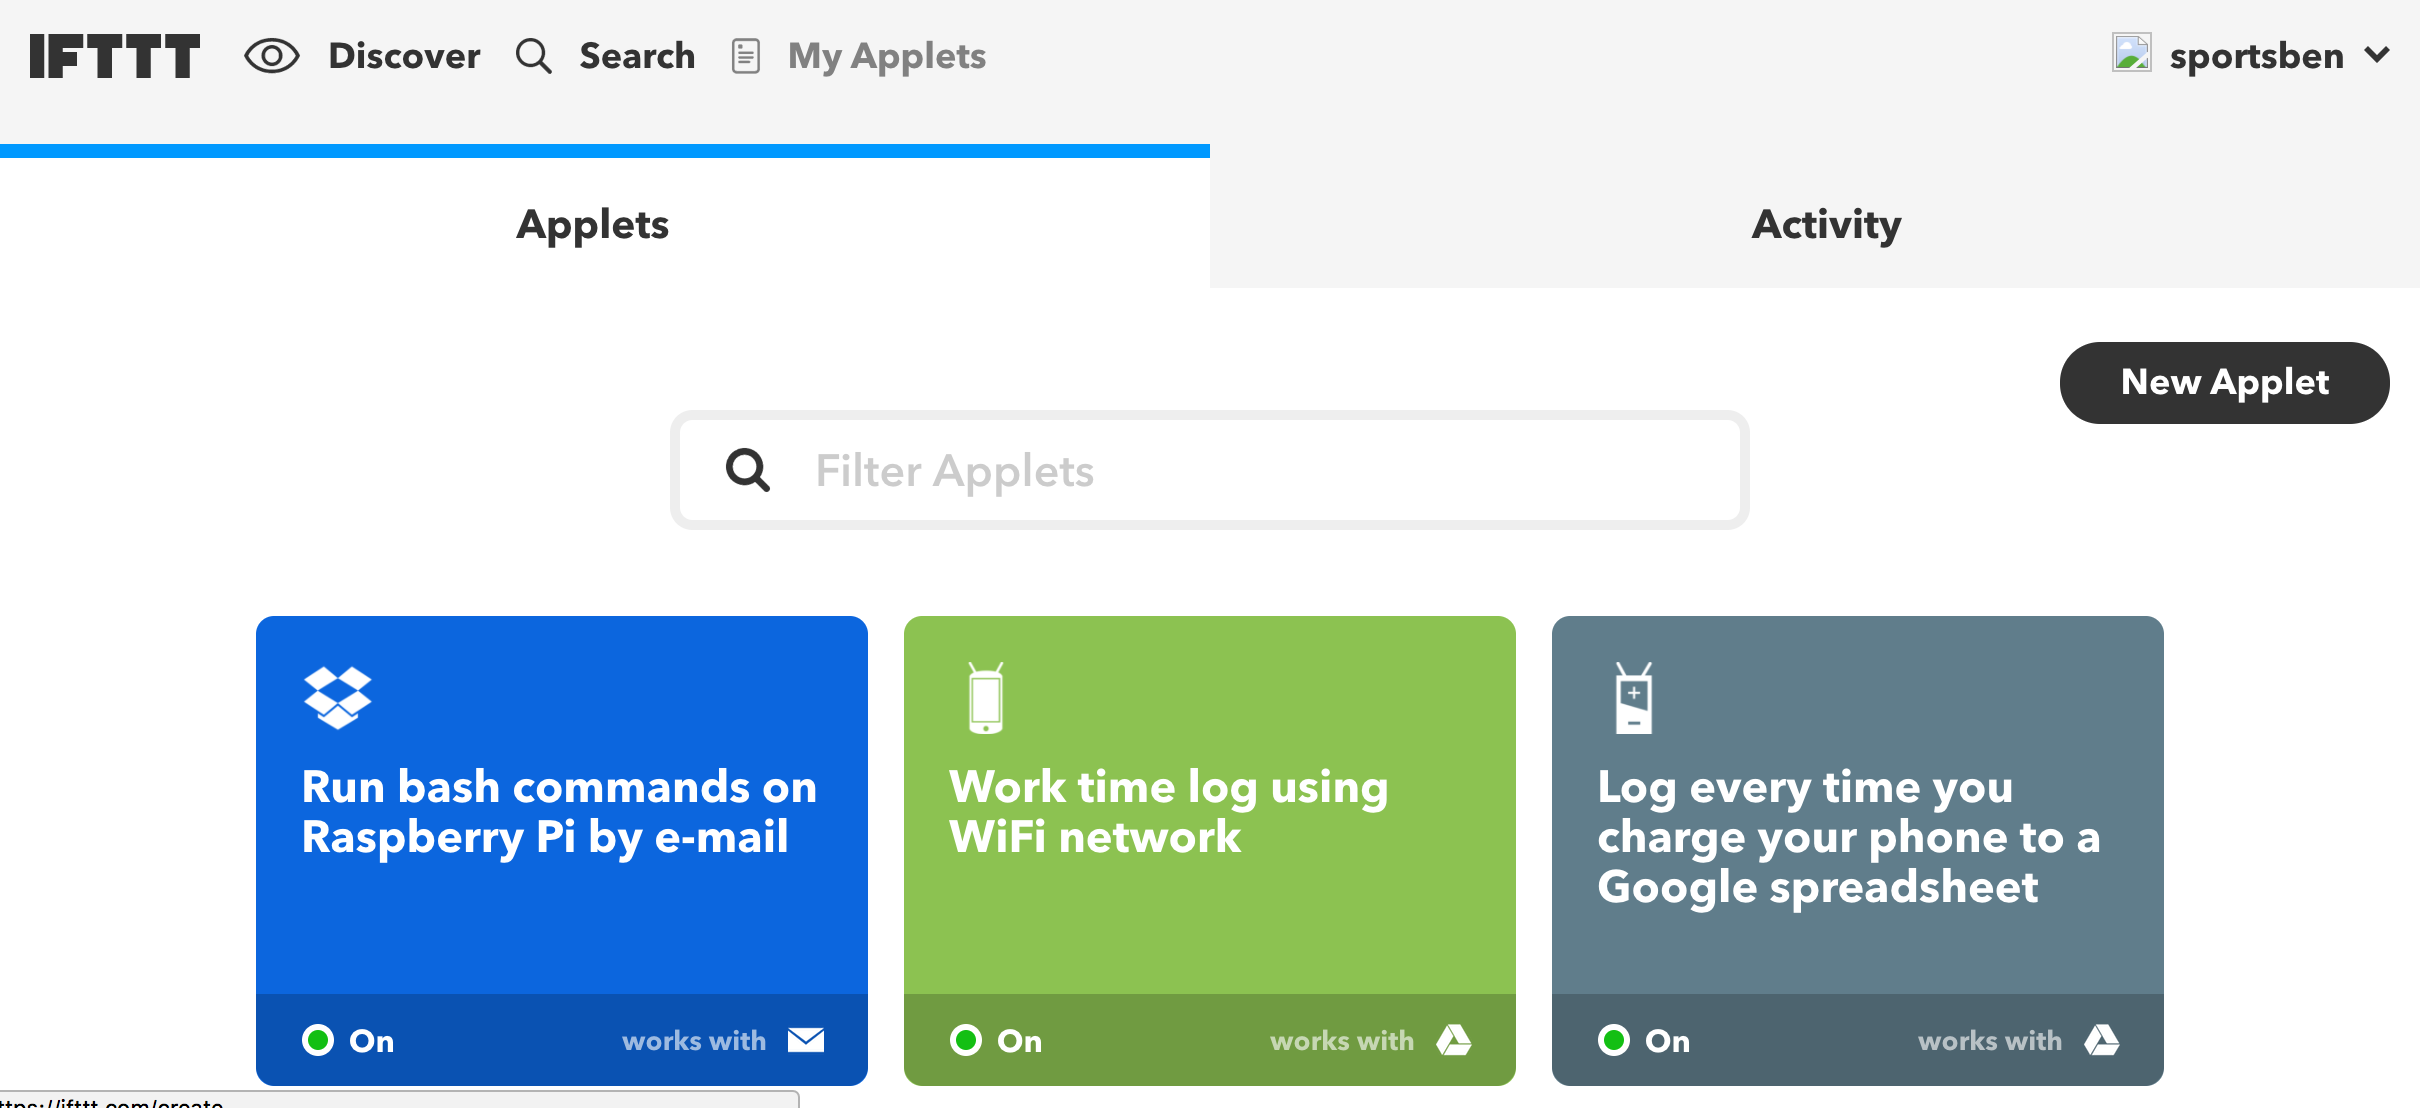 IFTTT Discover Search My Applets sportsben
Applets Activity
New Applet
Filter Applets
Run bash commands on
Raspberry Pi by e-mail
On works with
Work time log using
WiFi network
On works with
Log every time you
charge your phone to a
Google spreadsheet
On works with
ttps://ifttt.com/create